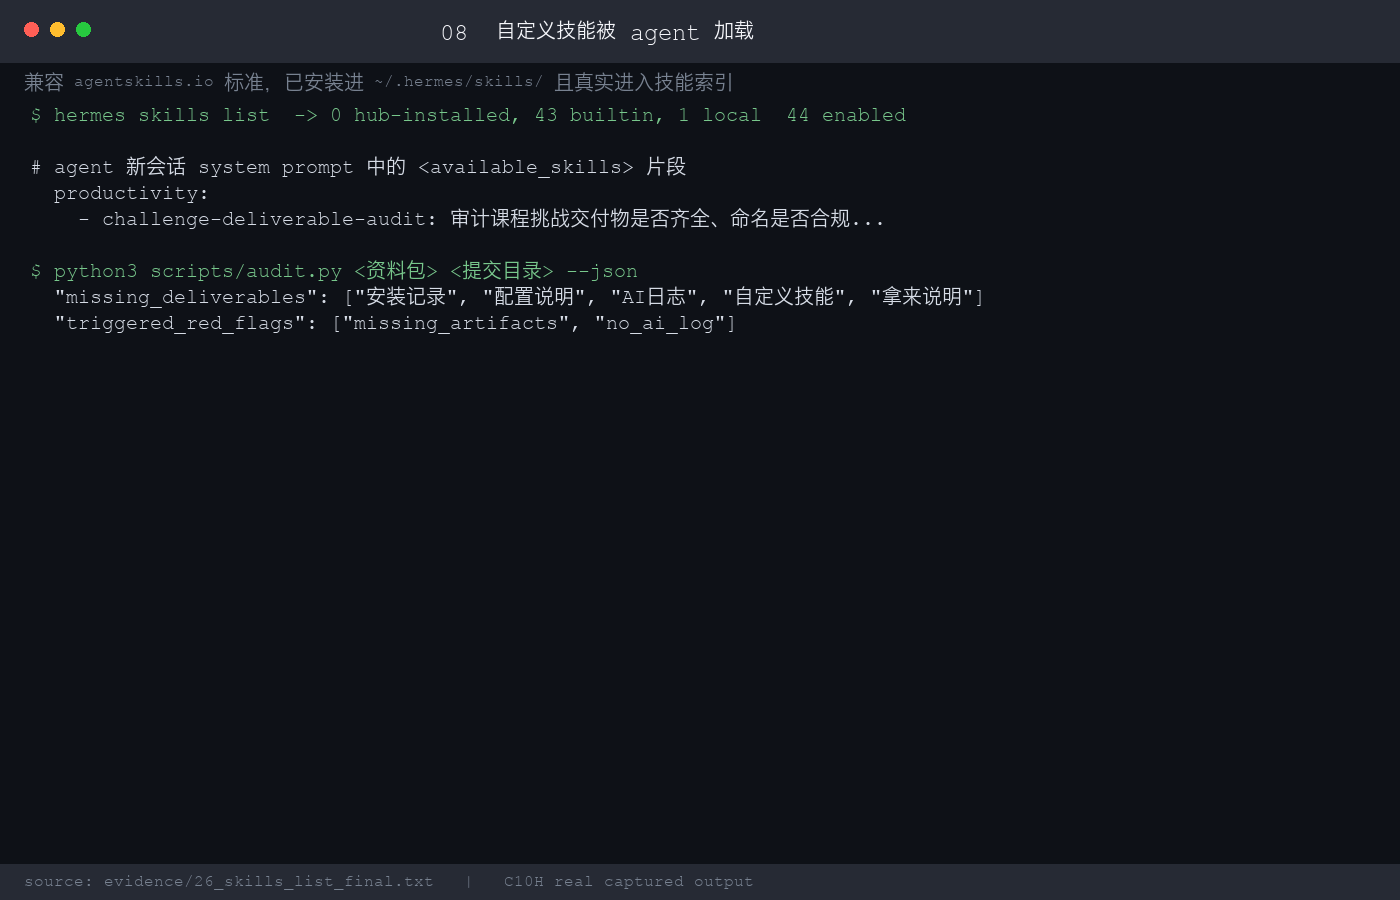 08 自定义技能被 agent 加载
兼容 agentskills.io 标准，已安装进 ~/.hermes/skills/ 且真实进入技能索引
$ hermes skills list -> 0 hub-installed, 43 builtin, 1 local 44 enabled
# agent 新会话 system prompt 中的 <available_skills> 片段
productivity:
- challenge-deliverable-audit: 审计课程挑战交付物是否齐全、命名是否合规...
$ python3 scripts/audit.py <资料包> <提交目录> --json
"missing_deliverables": ["安装记录", "配置说明", "AI日志", "自定义技能", "拿来说明"]
"triggered_red_flags": ["missing_artifacts", "no_ai_log"]
source: evidence/26_skills_list_final.txt | C10H real captured output